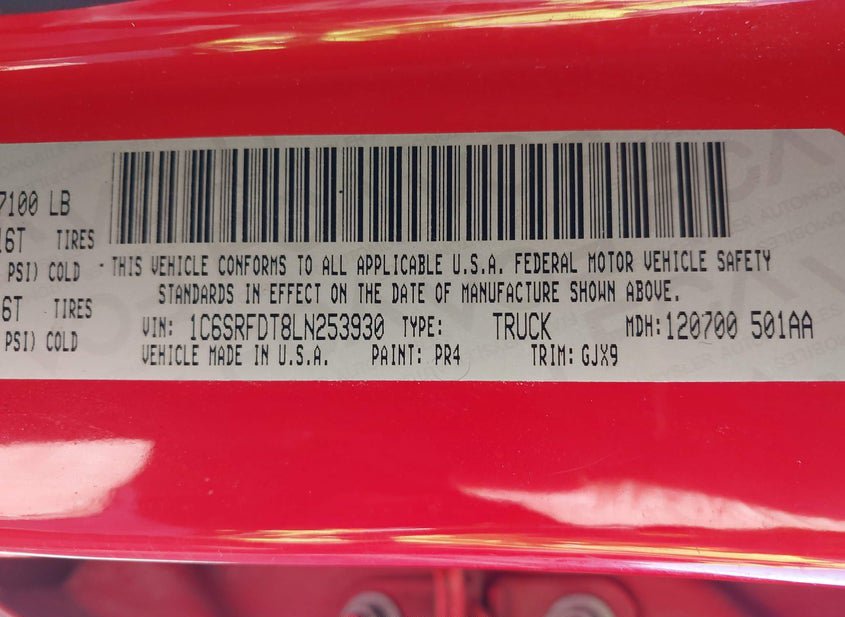 7100 LB
16T TIRES
PSI) COLD
6T TIRES
PSI) COLD
-THIS VEHICLE CONFORMS TO ALL APPLICABLE U.S.A. FEDERAL MOTOR VEHICLE SAFETY
STANDARDS IN EFFECT ON THE DATE OF MANUFACTURE SHOWN ABOVE.
VIN: 1C6SRFDT8LN253930 TYPE: TRUCK MDH: 120700 501AA
VEHICLE MADE IN U.S.A. PAINT: PR4 TRIM: GJX9